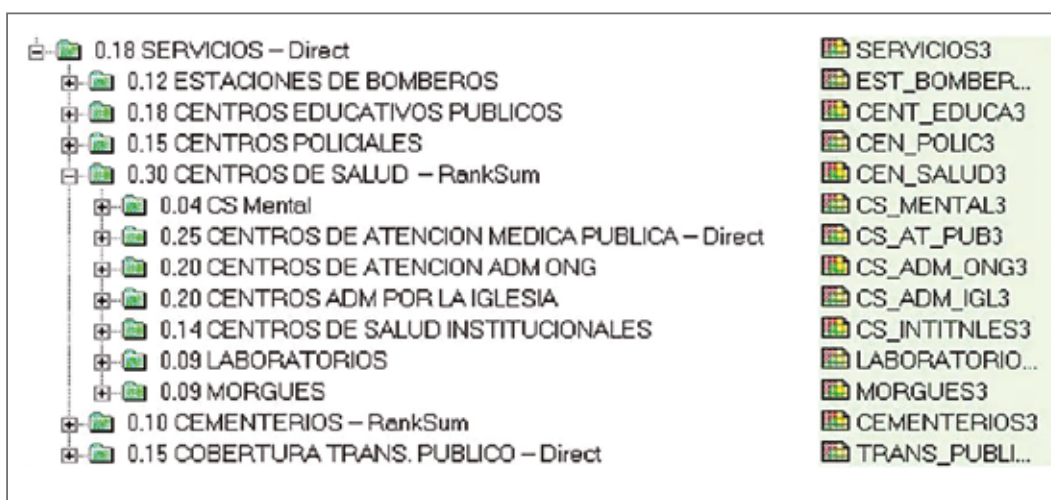 0.18 SERVICIOS – Direct SERVICIOS3
0.12 ESTACIONES DE BOMBEROS EST_BOMBER...
0.18 CENTROS EDUCATIVOS PUBLICOS CENT_EDUCA3
0.15 CENTROS POLICIALES CEN_POLIC3
0.30 CENTROS DE SALUD – RankSum CEN_SALUD3
0.04 CS Mental CS_MENTAL3
0.25 CENTROS DE ATENCION MEDICA PUBLICA – Direct CS_AT_PUB3
0.20 CENTROS DE ATENCION ADM ONG CS_ADM_ONG3
0.20 CENTROS ADM POR LA IGLESIA CS_ADM_IGL3
0.14 CENTROS DE SALUD INSTITUCIONALES CS_INTITNLES3
0.09 LABORATORIOS LABORATORIO...
0.09 MORGUES MORGUES3
0.10 CEMENTERIOS – RankSum CEMENTERIOS3
0.15 COBERTURA TRANS. PUBLICO – Direct TRANS_PUBLI...